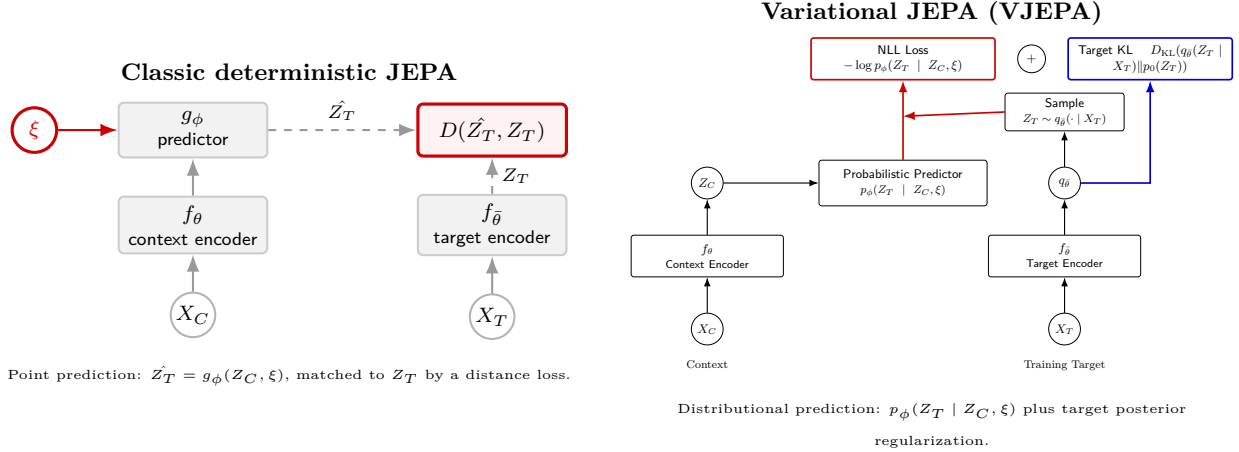 Classic deterministic JEPA
ξ
g_ϕ
predictor
Ẑ_T
D(Ẑ_T, Z_T)
Z_T
f_θ
context encoder
f_θ̄
target encoder
X_C
X_T
Point prediction: Ẑ_T = g_ϕ(Z_C, ξ), matched to Z_T by a distance loss.
Variational JEPA (VJEPA)
NLL Loss
− log p_ϕ(Z_T | Z_C, ξ)
+
Target KL D_KL(q_θ̄(Z_T |
X_T)∥p_0(Z_T))
Sample
Z_T ∼ q_θ̄(· | X_T)
Z_C
Probabilistic Predictor
p_ϕ(Z_T | Z_C, ξ)
q_θ̄
f_θ
Context Encoder
f_θ̄
Target Encoder
X_C
X_T
Context
Training Target
Distributional prediction: p_ϕ(Z_T | Z_C, ξ) plus target posterior
regularization.